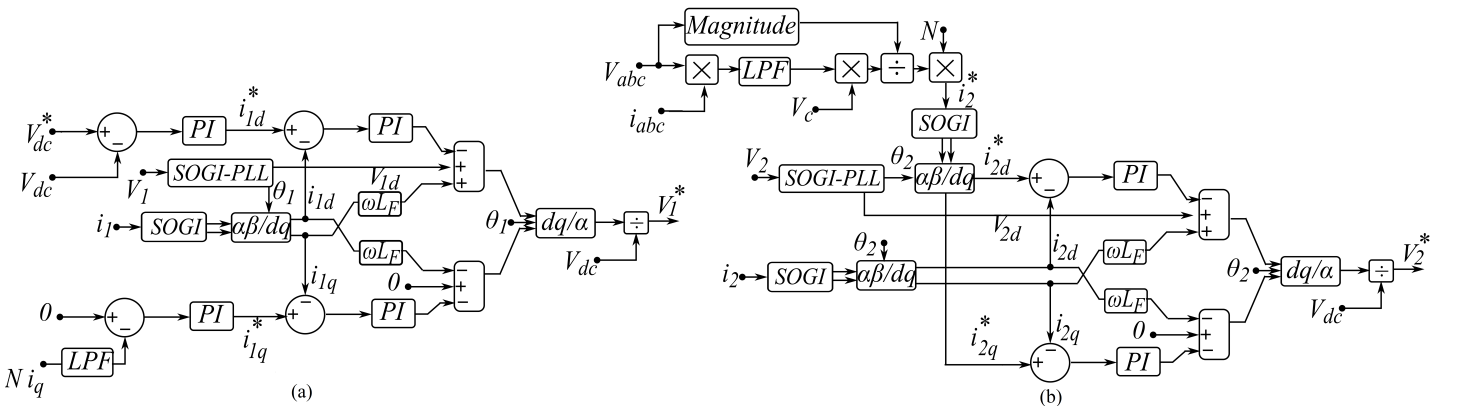 V*dc
+
−
PI
i*1d
+
−
PI
Vdc
V1
SOGI-PLL
θ1
V1d
−
+
+
i1
SOGI
αβ/dq
i1d
ωLF
ωLF
θ1
dq/α
÷
V1*
Vdc
i1q
0
−
+
−
0
+
−
PI
i*1q
−
+
PI
N iq
LPF
(a)
Magnitude
N
Vabc
×
LPF
×
÷
×
iabc
Vc
i2*
SOGI
V2
SOGI-PLL
θ2
αβ/dq
i*2d
+
−
PI
V2d
−
+
+
θ2
i2
SOGI
αβ/dq
i2d
ωLF
ωLF
θ2
dq/α
÷
V2*
Vdc
0
−
+
−
i*2q
i2q
−
+
PI
(b)